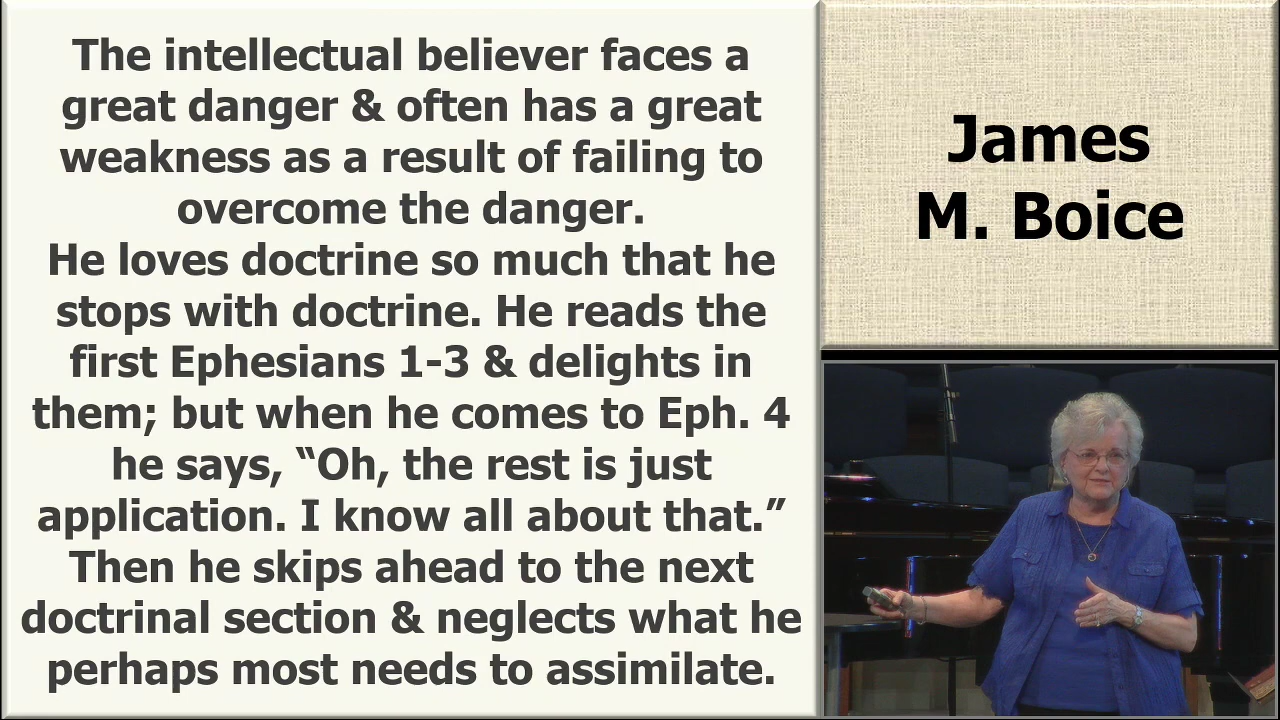 The intellectual believer faces a
great danger & often has a great
weakness as a result of failing to
overcome the danger.
He loves doctrine so much that he
stops with doctrine. He reads the
first Ephesians 1-3 & delights in
them; but when he comes to Eph. 4
he says, “Oh, the rest is just
application. I know all about that.”
Then he skips ahead to the next
doctrinal section & neglects what he
perhaps most needs to assimilate.
James
M. Boice